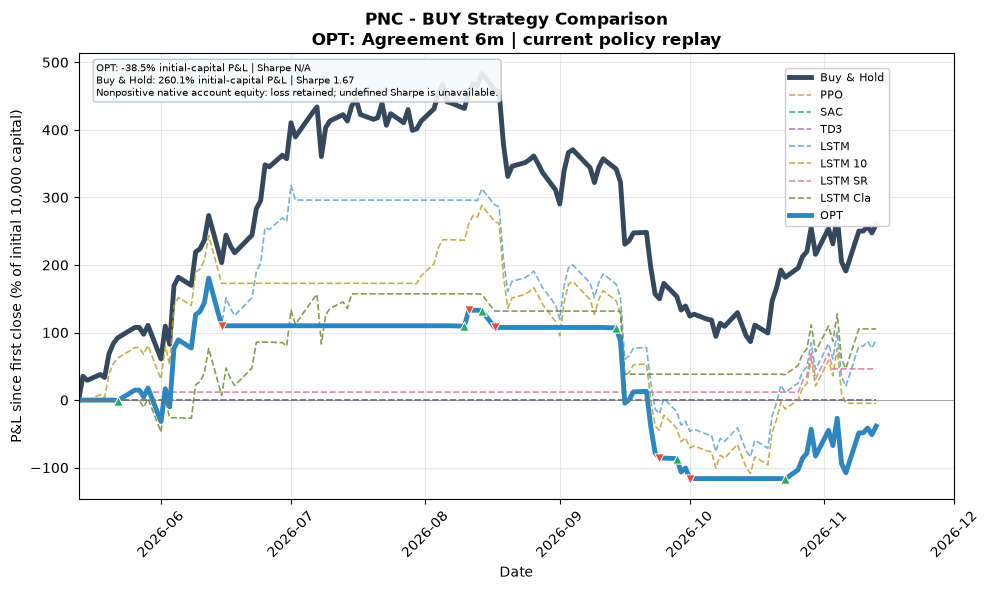 PNC - BUY Strategy Comparison
OPT: Agreement 6m | current policy replay
OPT: -38.5% initial-capital P&L | Sharpe N/A
Buy & Hold: 260.1% initial-capital P&L | Sharpe 1.67
Nonpositive native account equity: loss retained; undefined Sharpe is unavailable.
Buy & Hold
PPO
SAC
TD3
LSTM
LSTM 10
LSTM SR
LSTM Cla
OPT
P&L since first close (% of initial 10,000 capital)
500
400
300
200
100
0
−100
2026-06
2026-07
2026-08
2026-09
2026-10
2026-11
2026-12
Date